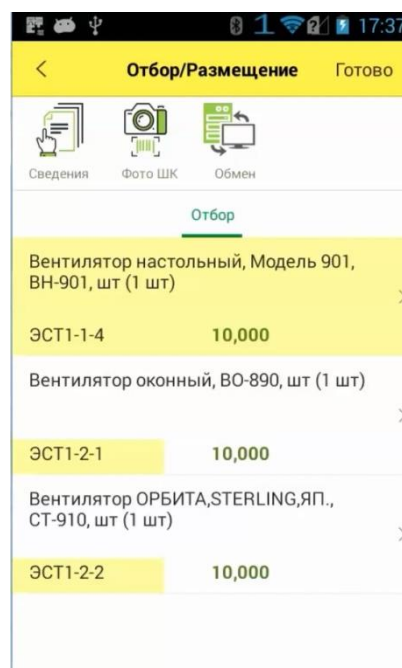 1 17:37
< Отбор/Размещение Готово
Сведения Фото ШК Обмен
Отбор
Вентилятор настольный, Модель 901,
ВН-901, шт (1 шт)
ЭСТ1-1-4 10,000
Вентилятор оконный, ВО-890, шт (1 шт)
ЭСТ1-2-1 10,000
Вентилятор ОРБИТА,STERLING,ЯП.,
СТ-910, шт (1 шт)
ЭСТ1-2-2 10,000